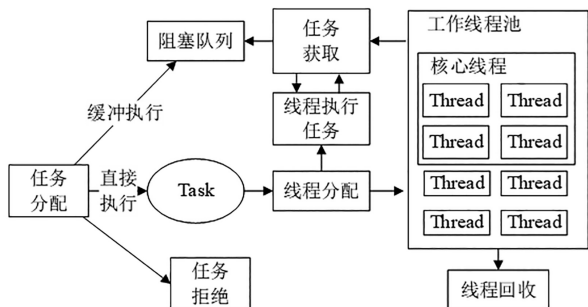 阻塞队列
任务
获取
工作线程池
核心线程
Thread Thread
Thread Thread
Thread Thread
Thread Thread
缓冲执行
线程执行
任务
任务
分配
直接
执行
Task
线程分配
任务
拒绝
线程回收